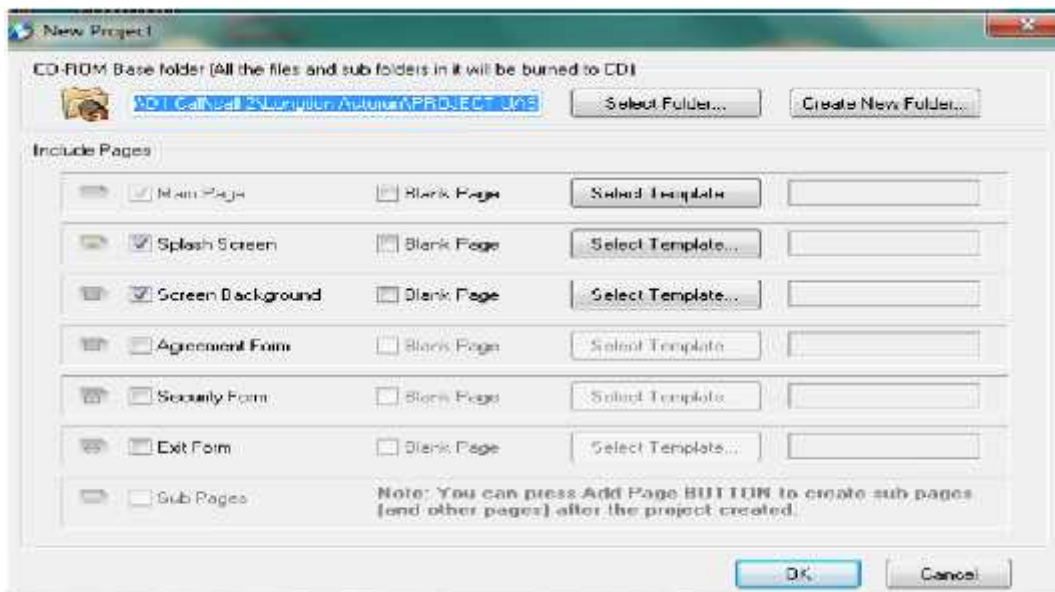 New Project
CD-ROM Base folder (All the files and sub folders in it will be burned to CD)
Select Folder... Create New Folder...
Include Pages
Main Page Blank Page Select Template
Splash Screen Blank Page Select Template...
Screen Background Blank Page Select Template...
Agreement Form Blank Page Select Template
Security Form Blank Page Select Template
Exit Form Blank Page Select Template...
Sub Pages Note: You can press Add Page BUTTON to create sub pages
(and other pages) after the project created.
OK Cancel